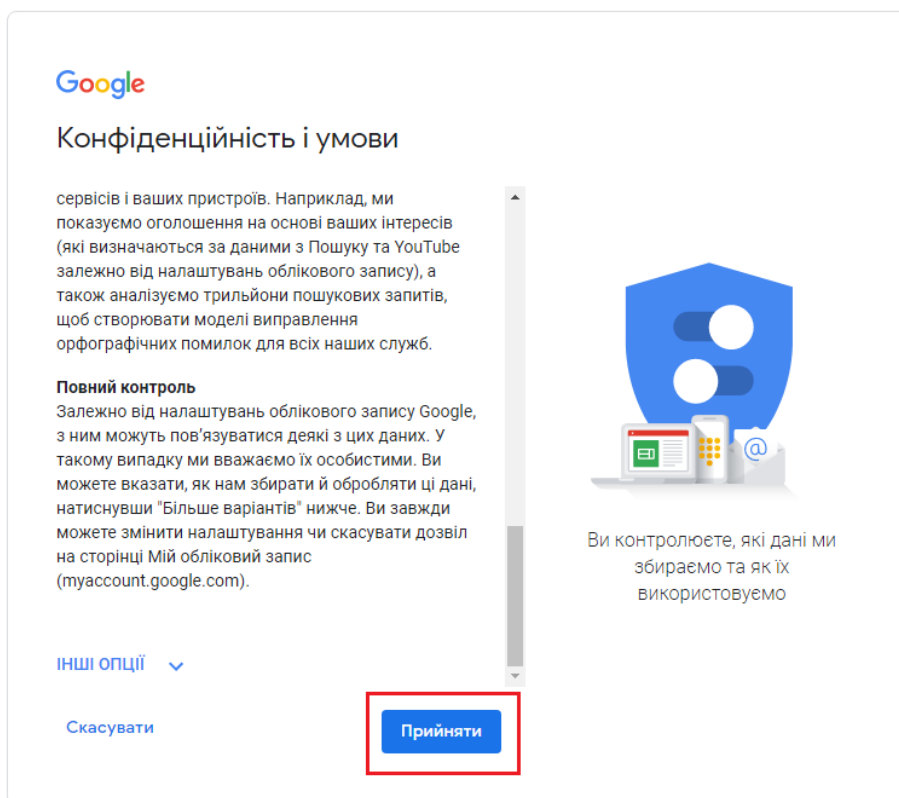 Google
Конфіденційність і умови
сервісів і ваших пристроїв. Наприклад, ми
показуємо оголошення на основі ваших інтересів
(які визначаються за даними з Пошуку та YouTube
залежно від налаштувань облікового запису), а
також аналізуємо трильйони пошукових запитів,
щоб створювати моделі виправлення
орфографічних помилок для всіх наших служб.
Повний контроль
Залежно від налаштувань облікового запису Google,
з ним можуть пов’язуватися деякі з цих даних. У
такому випадку ми вважаємо їх особистими. Ви
можете вказати, як нам збирати й обробляти ці дані,
натиснувши "Більше варіантів" нижче. Ви завжди
можете змінити налаштування чи скасувати дозвіл
на сторінці Мій обліковий запис
(myaccount.google.com).
ІНШІ ОПЦІЇ
Скасувати
Прийняти
@
Ви контролюєте, які дані ми
збираємо та як їх
використовуємо